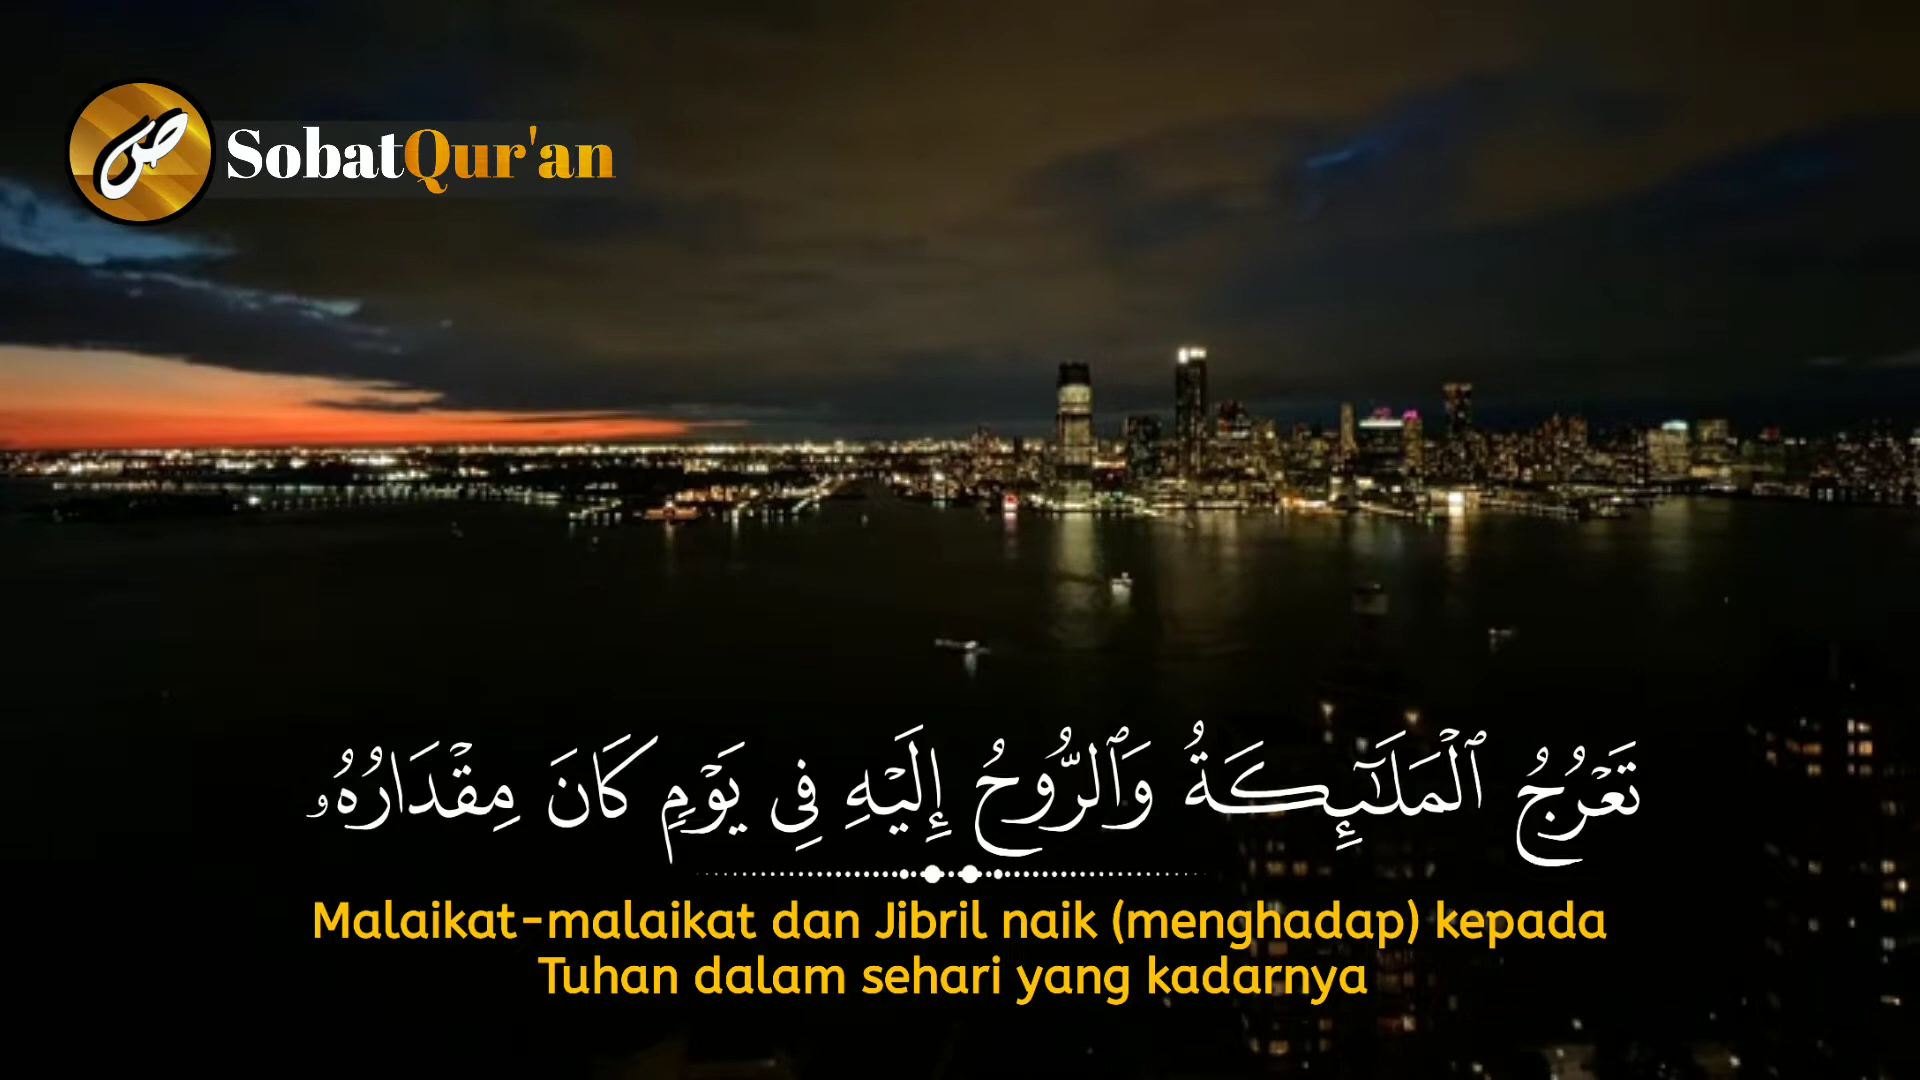 SobatQur'an
تَعْرُجُ ٱلْمَلَٰٓئِكَةُ وَٱلرُّوحُ إِلَيْهِ فِى يَوْمٍ كَانَ مِقْدَارُهُۥ
Malaikat-malaikat dan Jibril naik (menghadap) kepada
Tuhan dalam sehari yang kadarnya